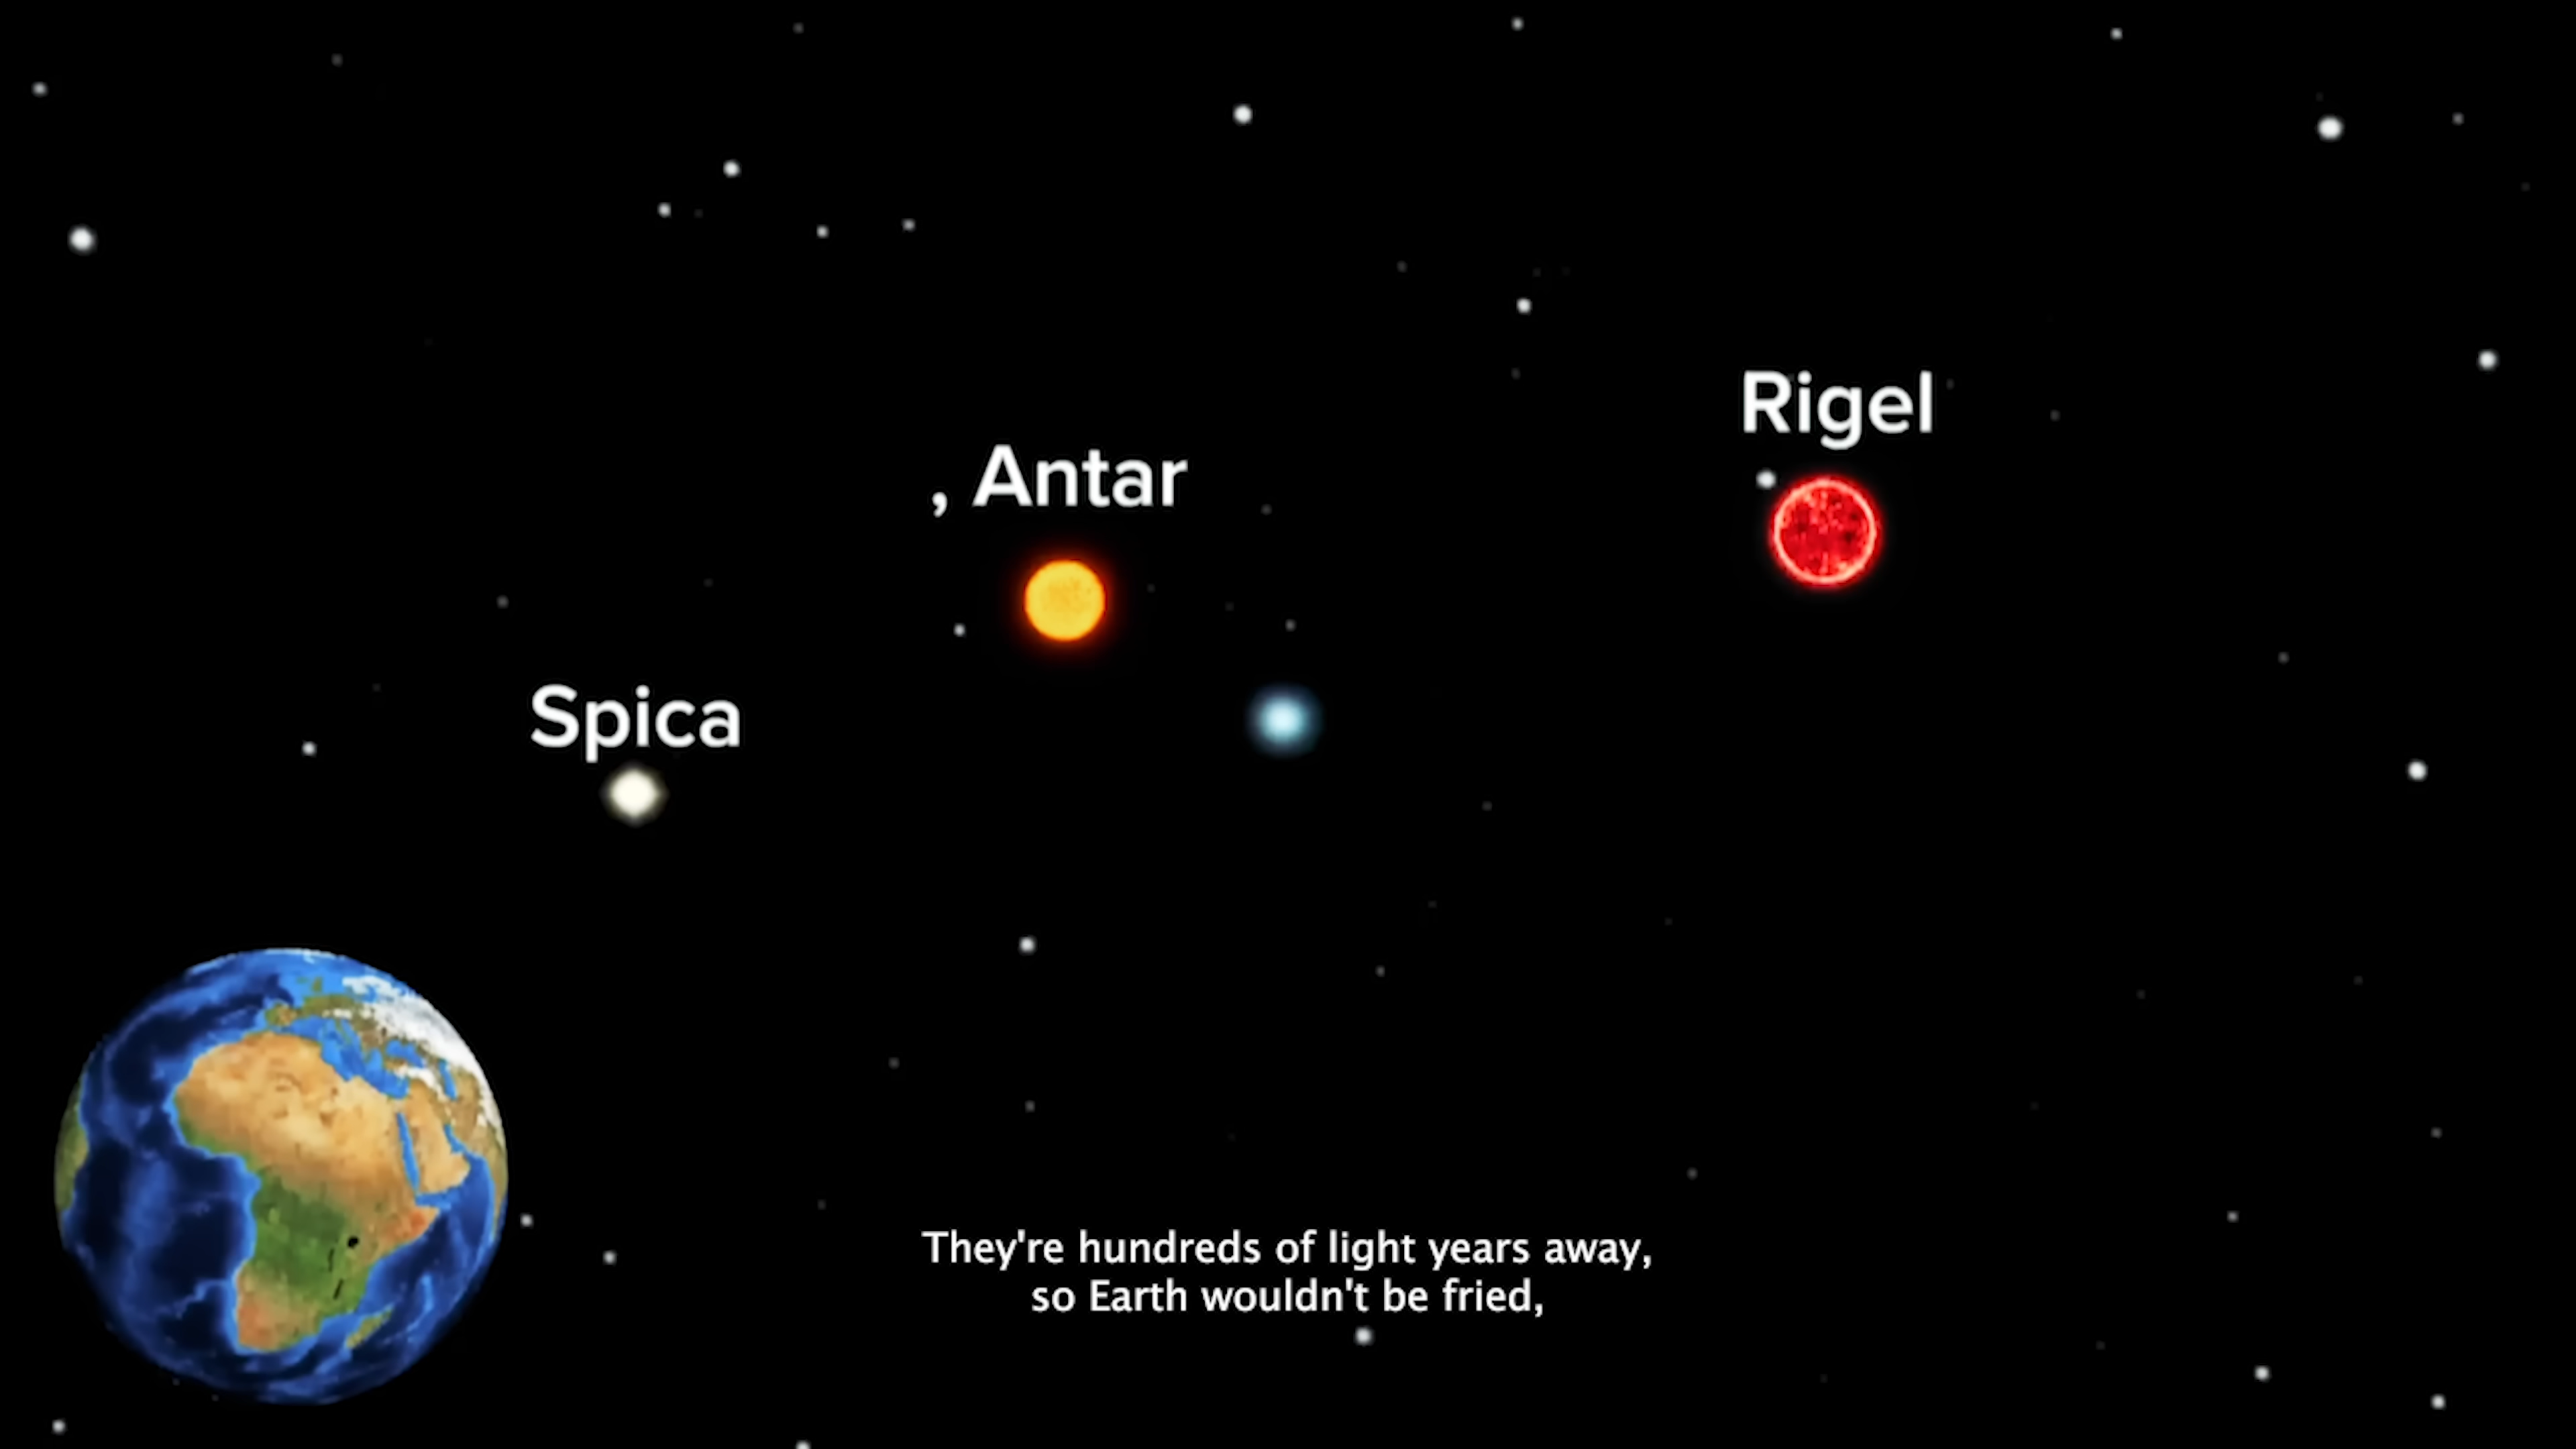 Rigel
, Antar
Spica
They're hundreds of light years away,
so Earth wouldn't be fried,